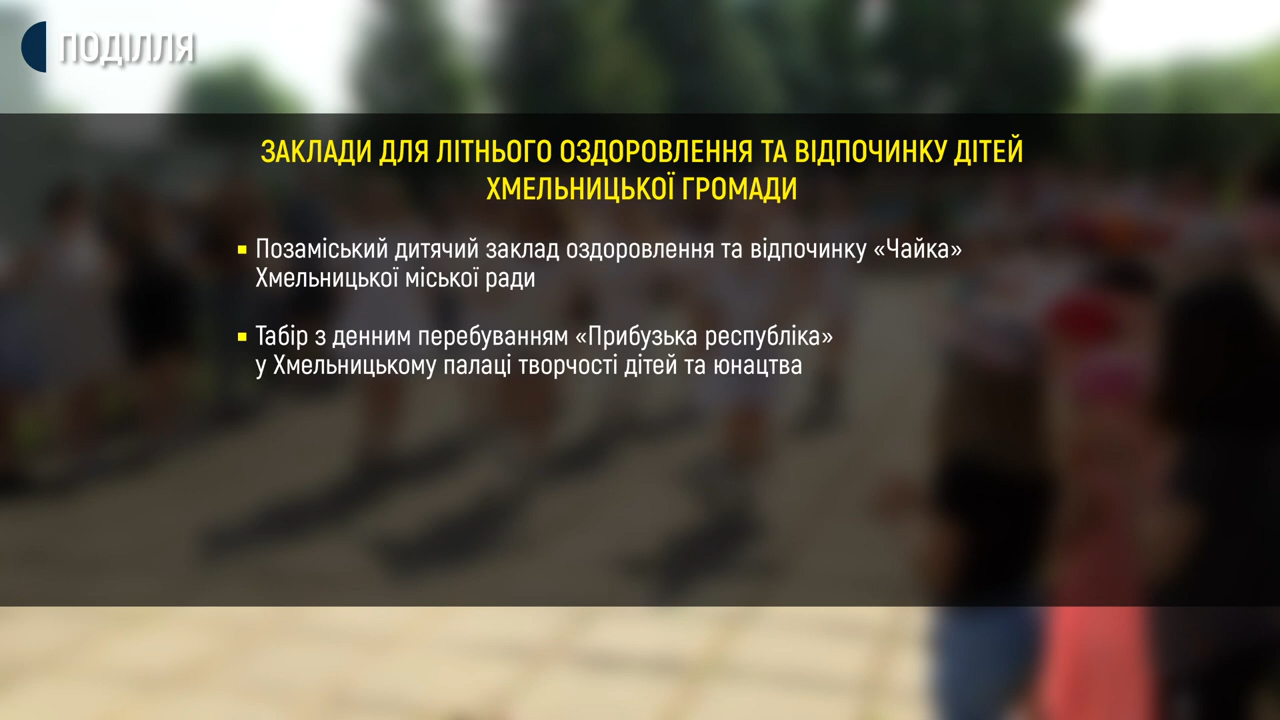 ПОДІЛЛЯ
ЗАКЛАДИ ДЛЯ ЛІТНЬОГО ОЗДОРОВЛЕННЯ ТА ВІДПОЧИНКУ ДІТЕЙ
ХМЕЛЬНИЦЬКОЇ ГРОМАДИ
Позаміський дитячий заклад оздоровлення та відпочинку «Чайка»
Хмельницької міської ради
Табір з денним перебуванням «Прибузька республіка»
у Хмельницькому палаці творчості дітей та юнацтва